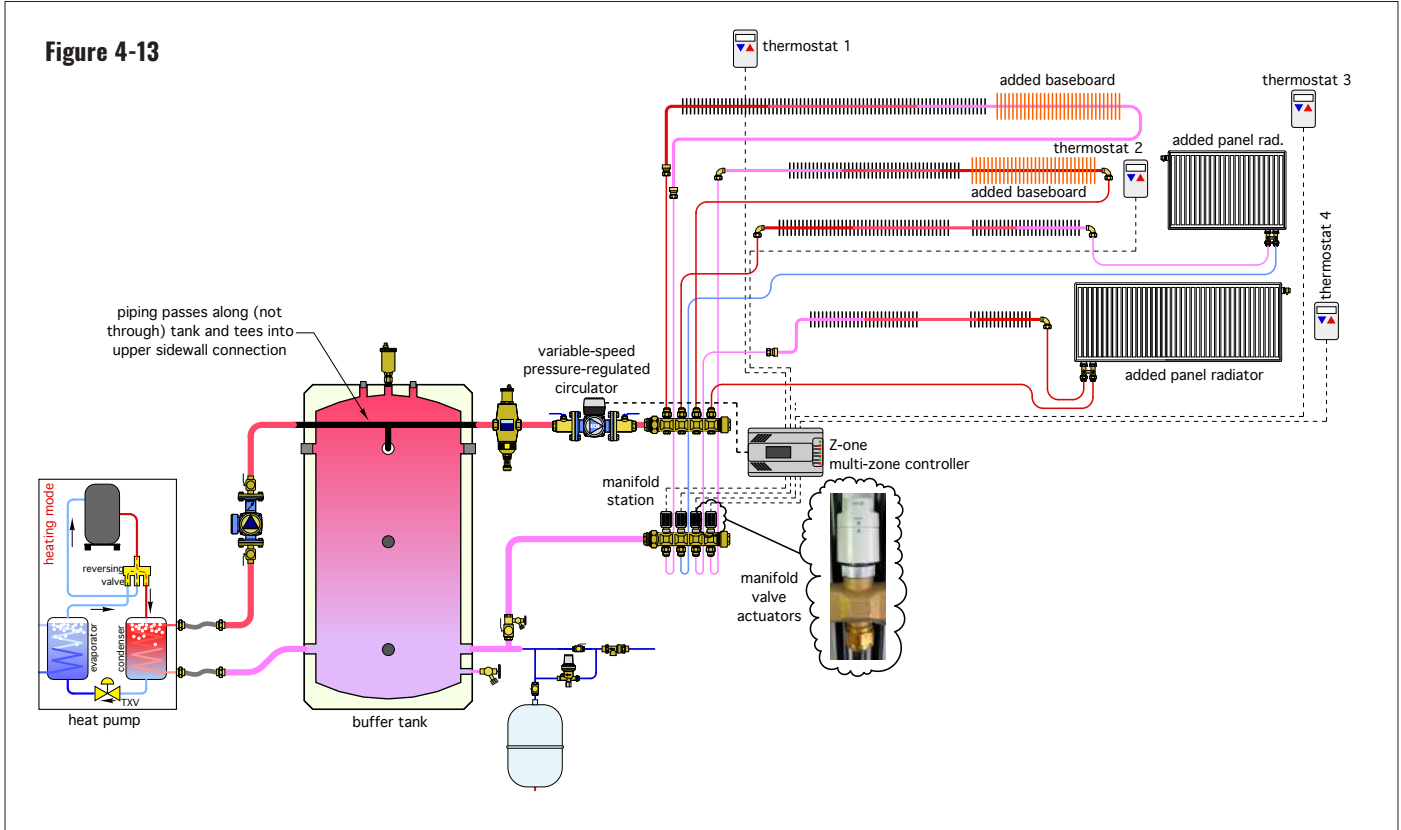 Figure 4-13
thermostat 1
added baseboard
thermostat 3
thermostat 2
added panel rad.
added baseboard
thermostat 4
piping passes along (not
through) tank and tees into
upper sidewall connection
variable-speed
pressure-regulated
circulator
added panel radiator
Z-one
multi-zone controller
manifold
station
heating mode
reversing
valve
evaporator
condenser
TXV
heat pump
buffer tank
manifold
valve
actuators